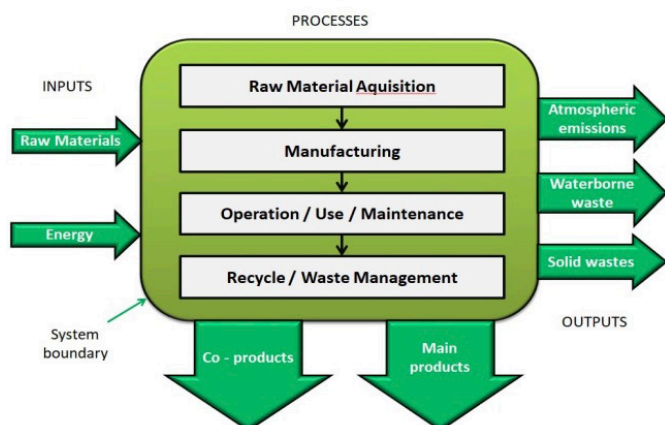 PROCESSES
INPUTS
Raw Materials
Energy
System
boundary
Raw Material Aquisition
Manufacturing
Operation / Use / Maintenance
Recycle / Waste Management
Atmospheric
emissions
Waterborne
waste
Solid wastes
OUTPUTS
Co - products
Main
products